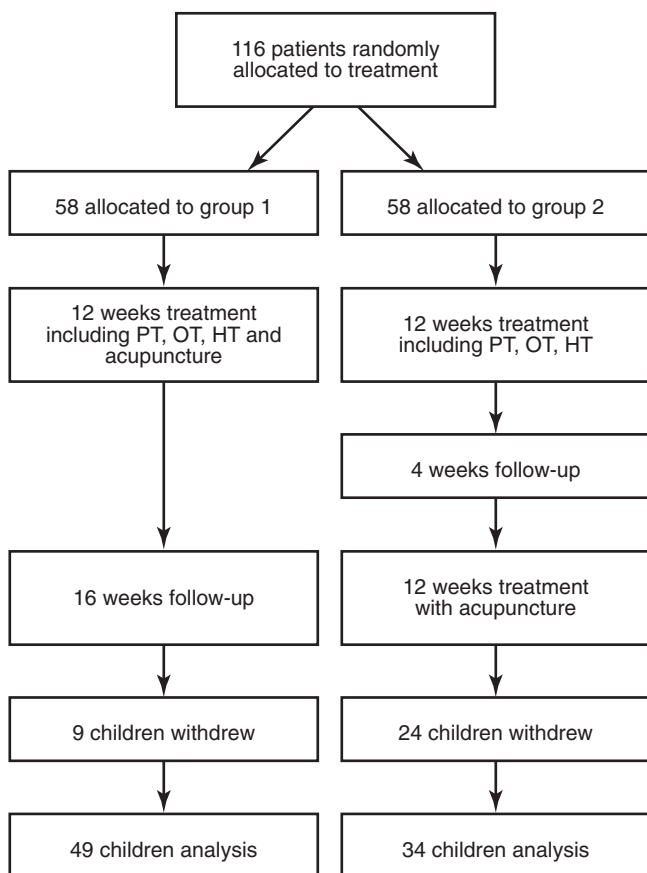 116 patients randomly
allocated to treatment
58 allocated to group 1
58 allocated to group 2
12 weeks treatment
including PT, OT, HT and
acupuncture
12 weeks treatment
including PT, OT, HT
4 weeks follow-up
16 weeks follow-up
12 weeks treatment
with acupuncture
9 children withdrew
24 children withdrew
49 children analysis
34 children analysis